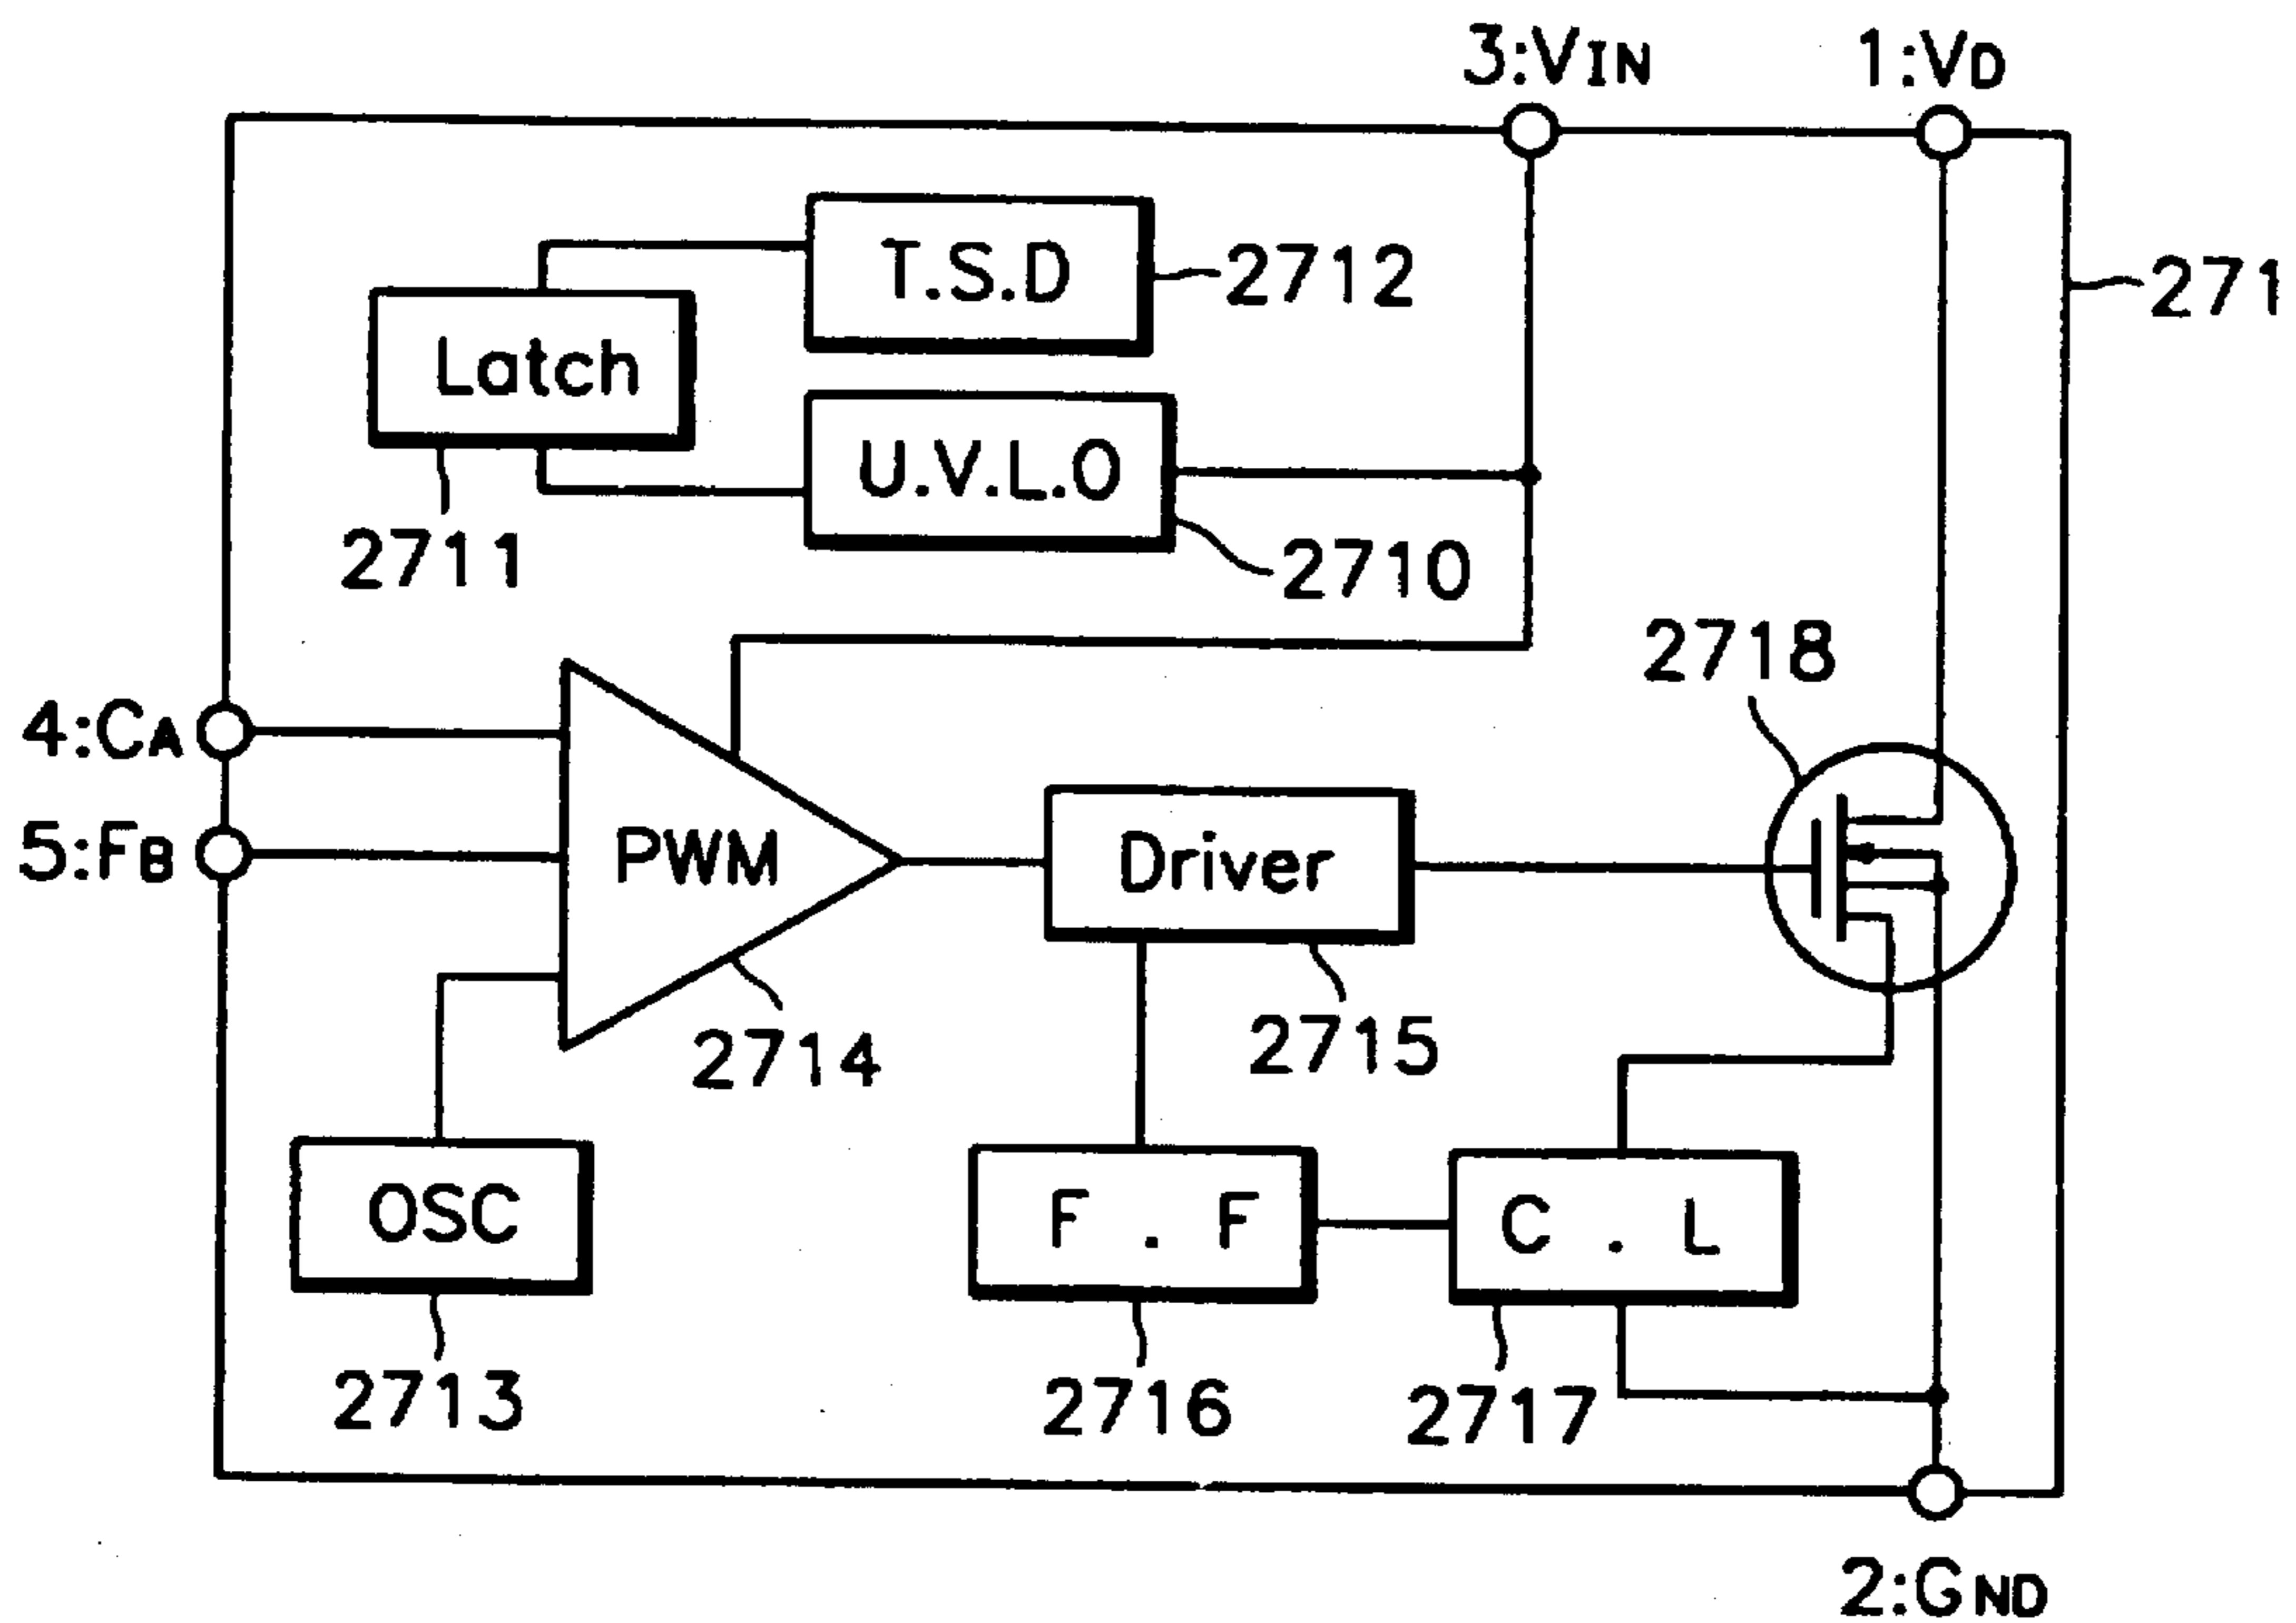 3:VIN
1:VD
T.S.D
2712
271
Latch
U.V.L.O
2711
2710
2718
4:CA
5:FB
PWM
Driver
2714
2715
OSC
F . F
C . L
2713
2716
2717
2:GND